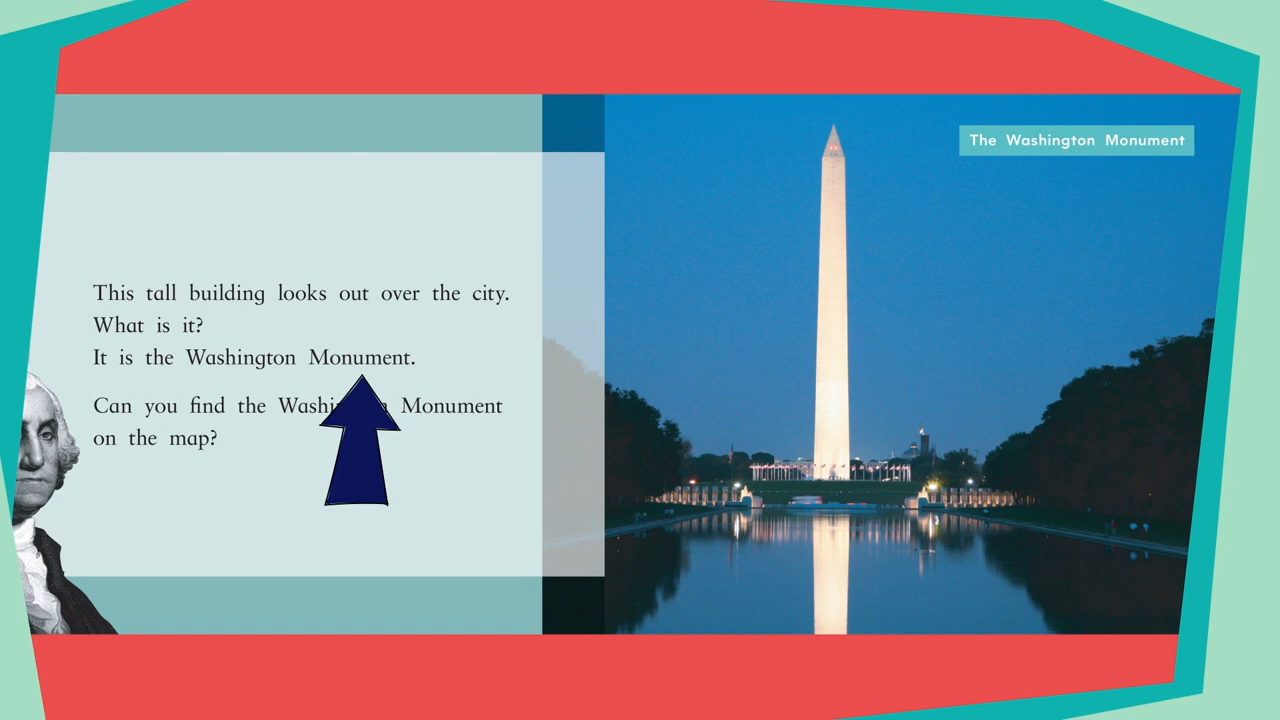 This tall building looks out over the city.
What is it?
It is the Washington Monument.
Can you find the Washington Monument
on the map?
The Washington Monument